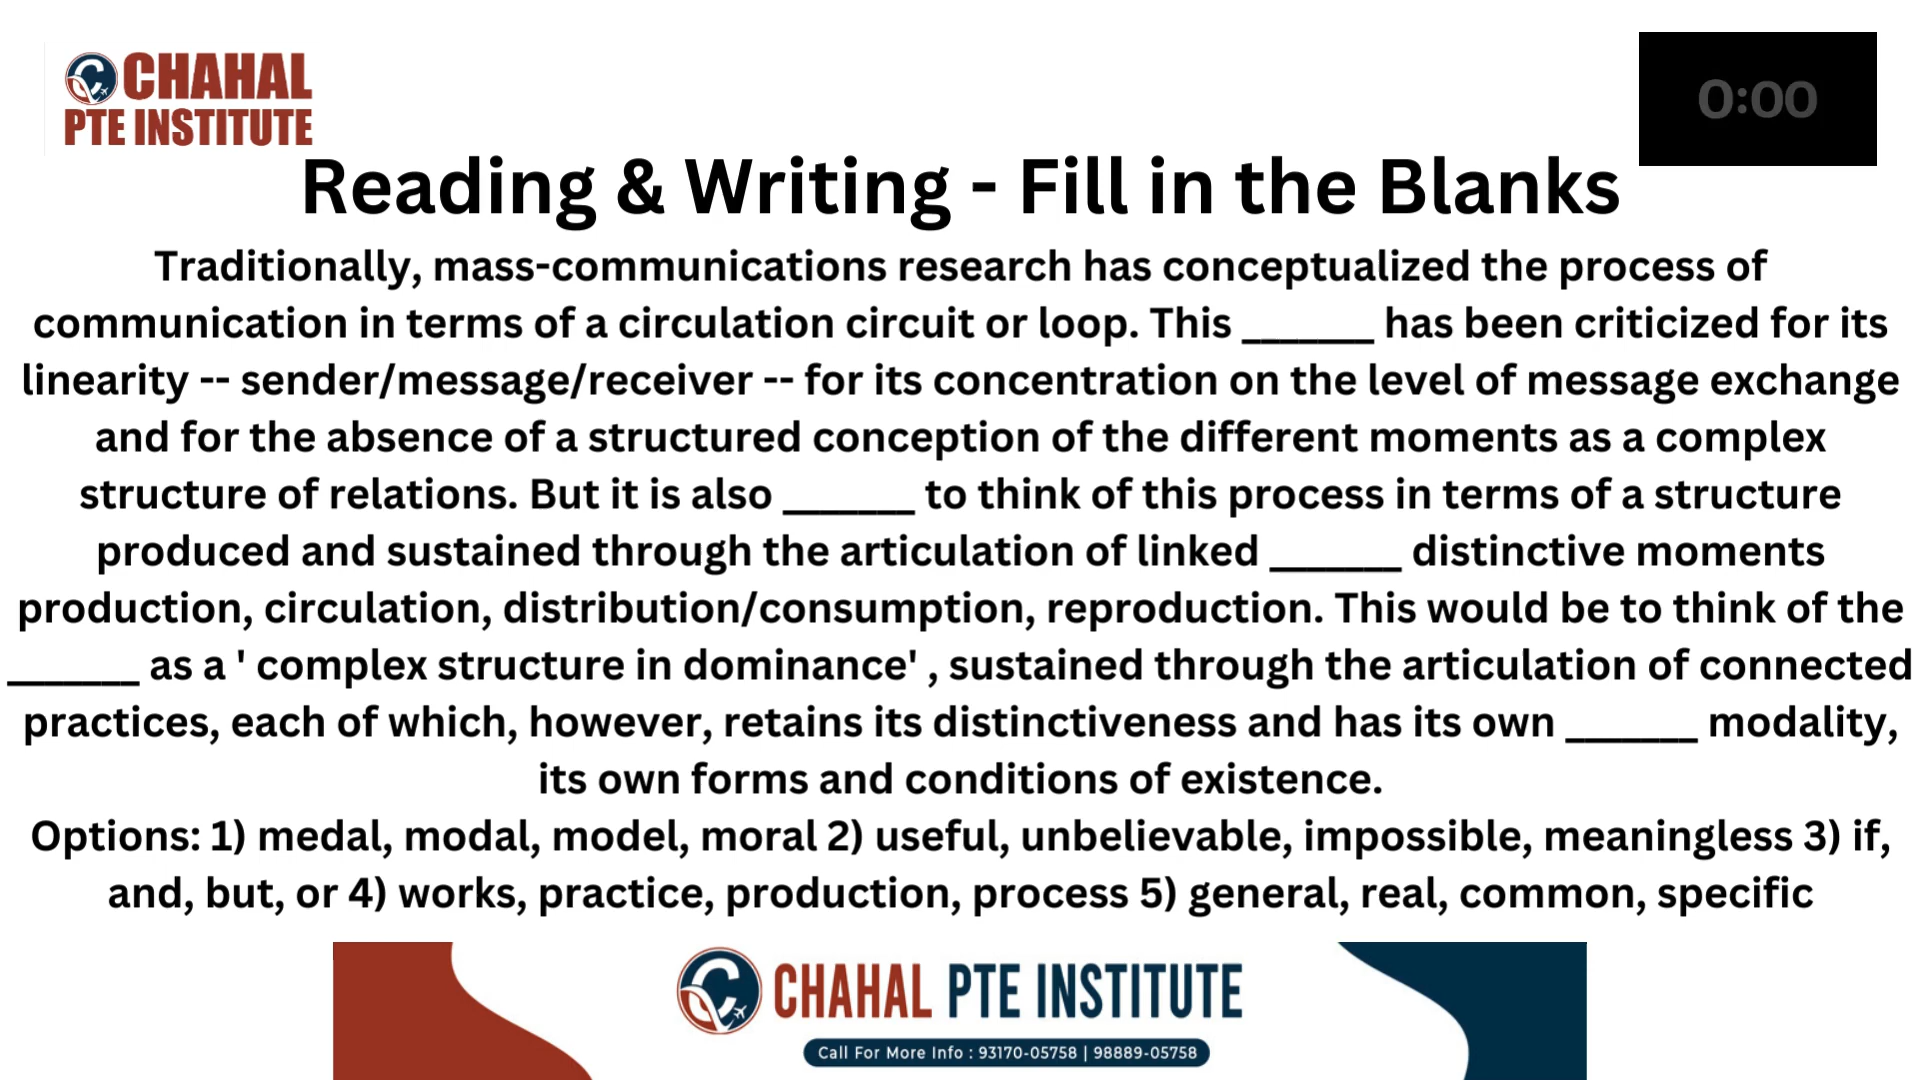 CHAHAL
PTE INSTITUTE
0:00
Reading & Writing - Fill in the Blanks
Traditionally, mass-communications research has conceptualized the process of
communication in terms of a circulation circuit or loop. This _______ has been criticized for its
linearity -- sender/message/receiver -- for its concentration on the level of message exchange
and for the absence of a structured conception of the different moments as a complex
structure of relations. But it is also _______ to think of this process in terms of a structure
produced and sustained through the articulation of linked _______ distinctive moments
production, circulation, distribution/consumption, reproduction. This would be to think of the
_______ as a ' complex structure in dominance' , sustained through the articulation of connected
practices, each of which, however, retains its distinctiveness and has its own _______ modality,
its own forms and conditions of existence.
Options: 1) medal, modal, model, moral 2) useful, unbelievable, impossible, meaningless 3) if,
and, but, or 4) works, practice, production, process 5) general, real, common, specific
CHAHAL PTE INSTITUTE
Call For More Info : 93170-05758 | 98889-05758